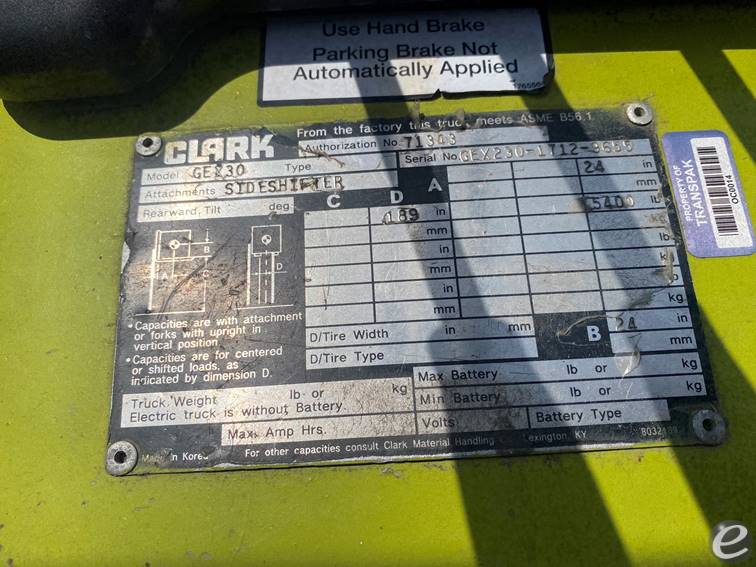 Use Hand Brake
Parking Brake Not
Automatically Applied
CLARK
From the factory this truck meets ASME B56.1
Authorization No. 71343
Model GEX30 Type
Serial No. GEX230-1712-9655
Attachments SIDESHIFTER
Rearward, Tilt deg
C D A 24 in
mm
189 in 5400 lb
mm kg
in lb
mm kg
in lb
mm kg
A B C D
• Capacities are with attachment
or forks with upright in
vertical position.
• Capacities are for centered
or shifted loads, as
indicated by dimension D.
D/Tire Width in mm
D/Tire Type
B 24 in
mm
Truck Weight lb or kg
Electric truck is without Battery.
Max Battery lb or kg
Min Battery lb or kg
Max. Amp Hrs. Volts Battery Type
Made in Korea For other capacities consult Clark Material Handling Lexington, KY
PROPERTY OF
TRANSPAK
OC0014
e